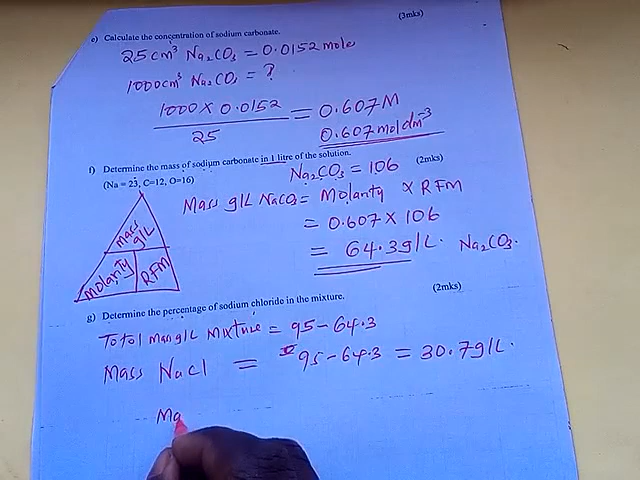 e) Calculate the concentration of sodium carbonate. (3mks)
25cm³ Na₂CO₃ = 0.0152 mole
1000cm³ Na₂CO₃ = ?
1000 × 0.0152 = 0.607M
25
0.607moldm⁻³
f) Determine the mass of sodium carbonate in 1 litre of the solution. (2mks)
(Na = 23, C=12, O=16)
Na₂CO₃ = 106
Mass g/L NaCO₃ = Molarity × RFM
= 0.607 × 106
= 64.3g/L. Na₂CO₃.
mass g/L
molarity RFM
g) Determine the percentage of sodium chloride in the mixture. (2mks)
Total Mass g/L Mixture = 95-64.3
Mass NaCl = 95-64.3 = 30.7g/L.
Ma